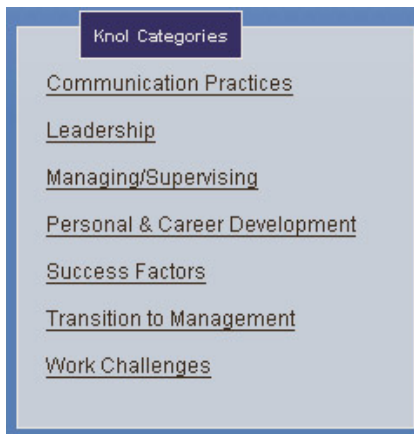 Knol Categories
Communication Practices
Leadership
Managing/Supervising
Personal & Career Development
Success Factors
Transition to Management
Work Challenges